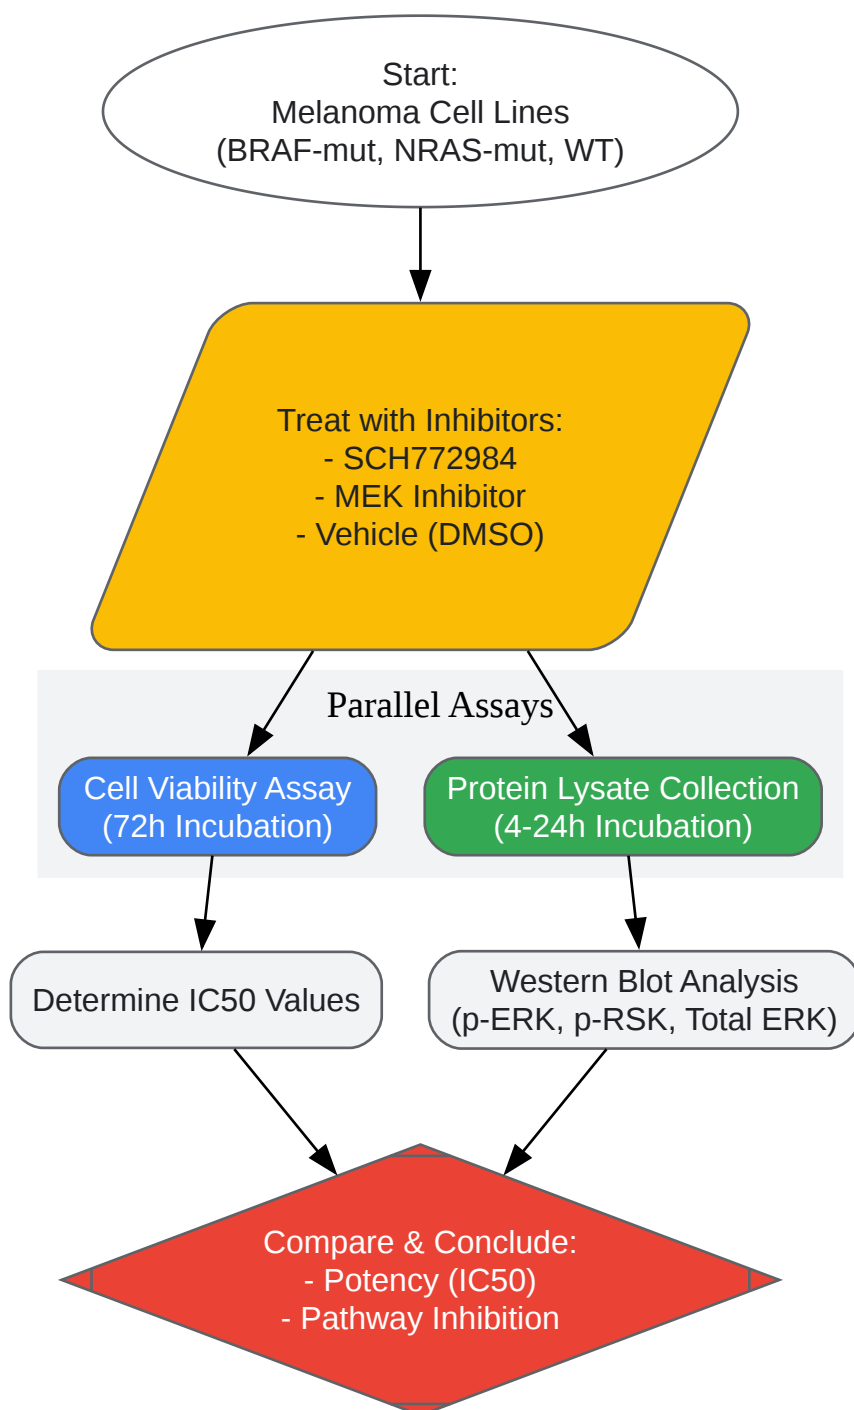 Start:
Melanoma Cell Lines
(BRAF-mut, NRAS-mut, WT)
Treat with Inhibitors:
- SCH772984
- MEK Inhibitor
- Vehicle (DMSO)
Parallel Assays
Cell Viability Assay
(72h Incubation)
Protein Lysate Collection
(4-24h Incubation)
Determine IC50 Values
Western Blot Analysis
(p-ERK, p-RSK, Total ERK)
Compare & Conclude:
- Potency (IC50)
- Pathway Inhibition